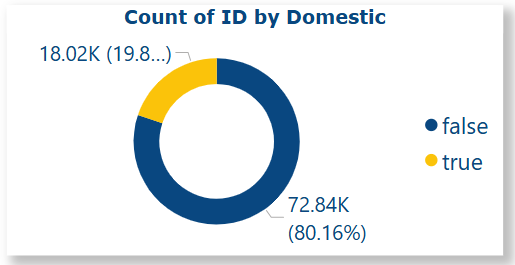 Count of ID by Domestic
18.02K (19.8...)
false
true
72.84K
(80.16%)